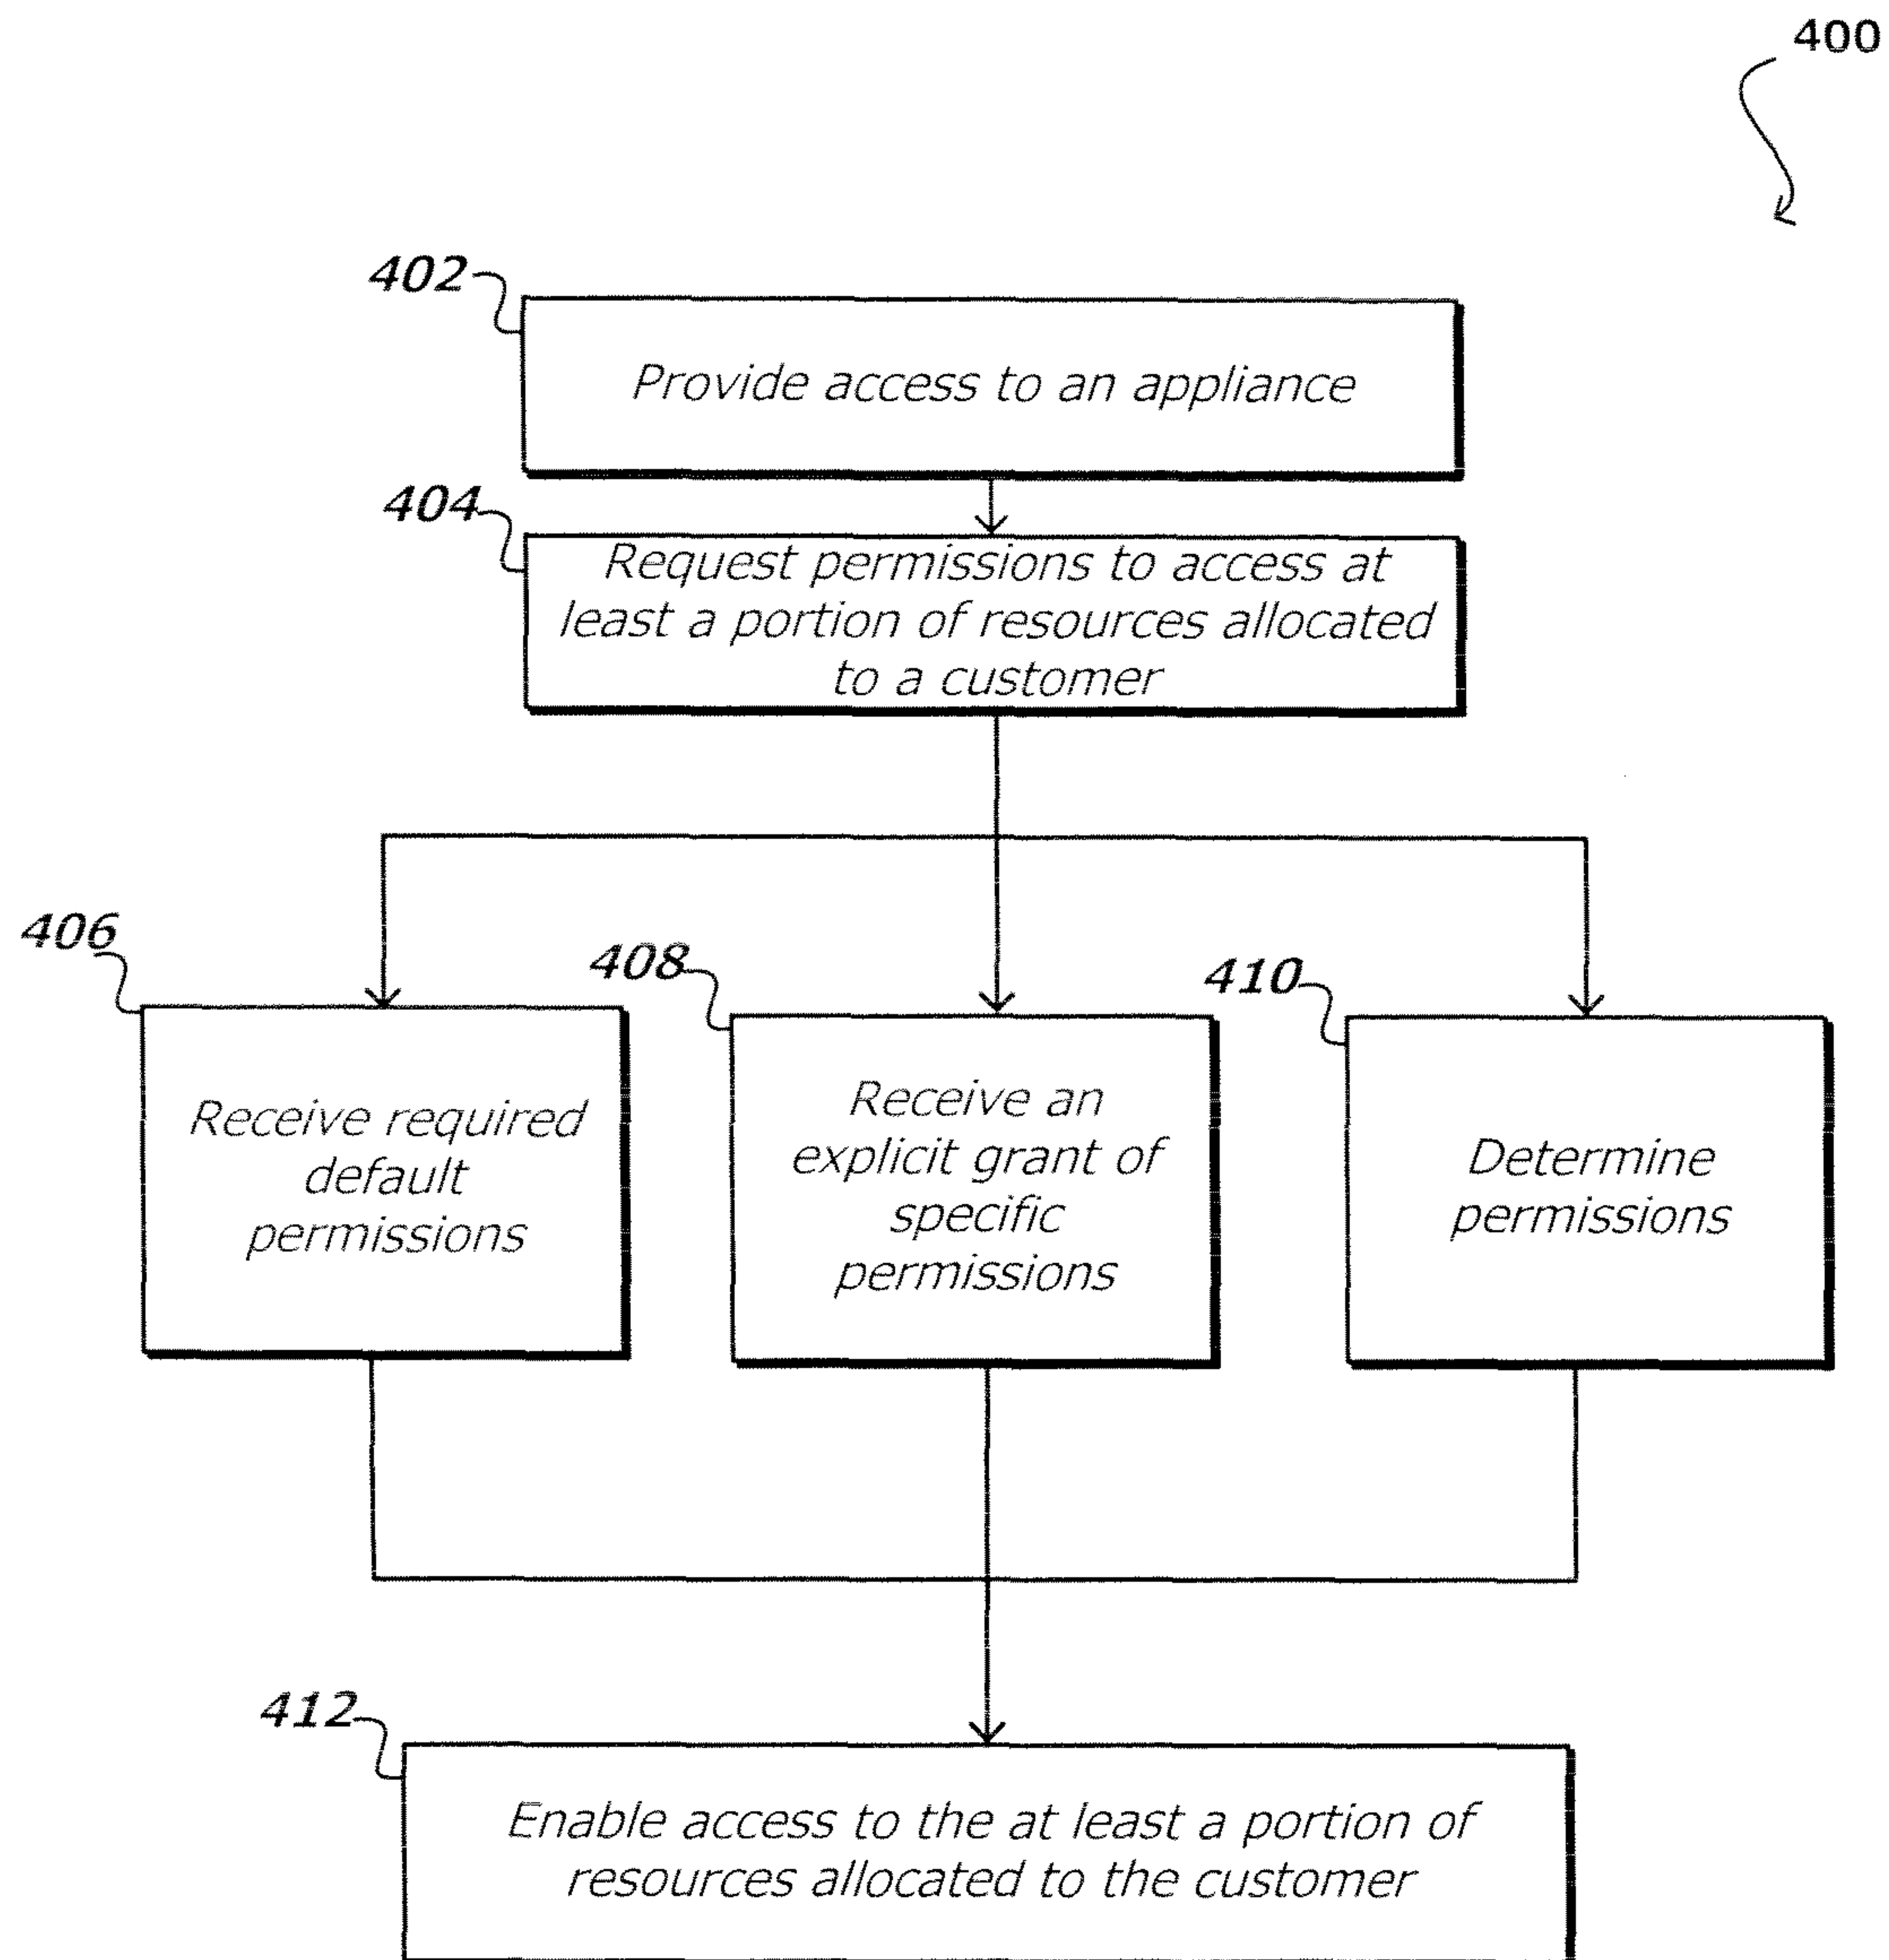 400
402
Provide access to an appliance
404
Request permissions to access at
least a portion of resources allocated
to a customer
406
Receive required
default
permissions
408
Receive an
explicit grant of
specific
permissions
410
Determine
permissions
412
Enable access to the at least a portion of
resources allocated to the customer